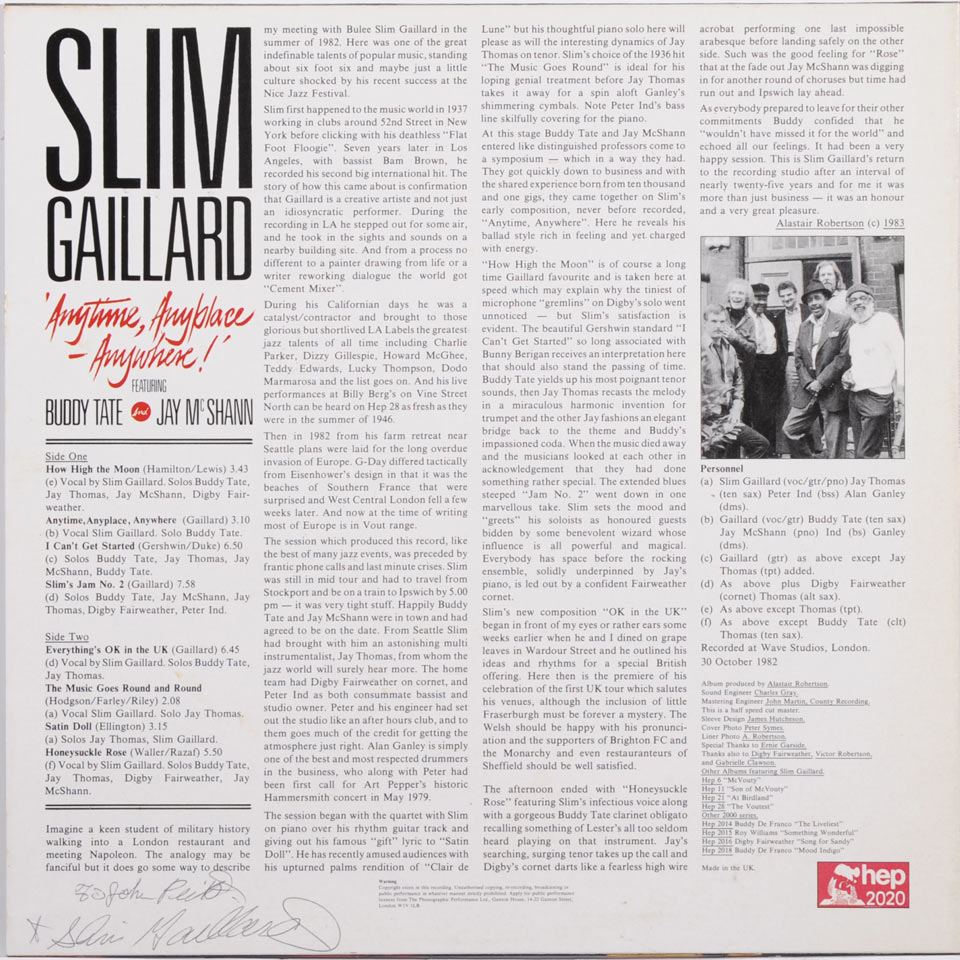 SLIM
GAILLARD
'Anytime, Anyplace
– Anywhere!'
FEATURING
BUDDY TATE and JAY McSHANN
Side One
How High the Moon (Hamilton/Lewis) 3.43
(e) Vocal by Slim Gaillard. Solos Buddy Tate,
Jay Thomas, Jay McShann, Digby Fair-
weather.
Anytime,Anyplace, Anywhere (Gaillard) 3.10
(b) Vocal Slim Gaillard. Solo Buddy Tate.
I Can't Get Started (Gershwin/Duke) 6.50
(c) Solos Buddy Tate, Jay Thomas, Jay
McShann, Buddy Tate.
Slim's Jam No. 2 (Gaillard) 7.58
(d) Solos Buddy Tate, Jay McShann, Jay
Thomas, Digby Fairweather, Peter Ind.
Side Two
Everything's OK in the UK (Gaillard) 6.45
(d) Vocal by Slim Gaillard. Solos Buddy Tate,
Jay Thomas.
The Music Goes Round and Round
(Hodgson/Farley/Riley) 2.08
(a) Vocal Slim Gaillard. Solo Jay Thomas.
Satin Doll (Ellington) 3.15
(a) Solos Jay Thomas, Slim Gaillard.
Honeysuckle Rose (Waller/Razaf) 5.50
(f) Vocal Slim Gaillard. Solos Buddy Tate,
Jay Thomas, Digby Fairweather, Jay
McShann.
Imagine a keen student of military history
walking into a London restaurant and
meeting Napoleon. The analogy may be
fanciful but it does go some way to describe
my meeting with Bulee Slim Gaillard in the
summer of 1982. Here was one of the great
indefinable talents of popular music, standing
about six foot six and maybe just a little
culture shocked by his recent success at the
Nice Jazz Festival.
Slim first happened to the music world in 1937
working in clubs around 52nd Street in New
York before clicking with his deathless "Flat
Foot Floogie". Seven years later in Los
Angeles, with bassist Bam Brown, he
recorded his second big international hit. The
story of how this came about is confirmation
that Gaillard is a creative artiste and not just
an idiosyncratic performer. During the
recording in LA he stepped out for some air,
and he took in the sights and sounds on a
nearby building site. And from a process no
different to a painter drawing from life or a
writer reworking dialogue the world got
"Cement Mixer".
During his Californian days he was a
catalyst/contractor and brought to those
glorious but shortlived LA Labels the greatest
jazz talents of all time including Charlie
Parker, Dizzy Gillespie, Howard McGhee,
Teddy Edwards, Lucky Thompson, Dodo
Marmarosa and the list goes on. And his live
performances at Billy Berg's on Vine Street
North can be heard on Hep 28 as fresh as they
were in the summer of 1946.
Then in 1982 from his farm retreat near
Seattle plans were laid for the long overdue
invasion of Europe. G-Day differed tactically
from Eisenhower's design in that it was the
beaches of Southern France that were
surprised and West Central London fell a few
weeks later. And now at the time of writing
most of Europe is in Vout range.
The session which produced this record, like
the best of many jazz events, was preceded by
frantic phone calls and last minute crises. Slim
was still in mid tour and had to travel from
Stockport and be on a train to Ipswich by 5.00
pm — it was very tight stuff. Happily Buddy
Tate and Jay McShann were in town and had
agreed to be on the date. From Seattle Slim
had brought with him an astonishing multi
instrumentalist, Jay Thomas, from whom the jazz
world will surely hear more. The home
team had Digby Fairweather on cornet, and
Peter Ind as both consummate bassist and
studio owner. Peter and his engineer had set
out the studio like an after hours club, and to
them goes much of the credit for getting the
atmosphere just right. Alan Ganley is simply
one of the best and most respected drummers
in the business, who along with Peter had
been first call for Art Pepper's historic
Hammersmith concert in May 1979.
The session began with the quartet with Slim
on piano over his rhythm guitar track and
giving out his famous "gift" lyric to "Satin
Doll". He has recently amused audiences with
his upturned palms rendition of "Clair de
Lune" but his thoughtful piano solo here will
please as will the interesting dynamics of Jay
Thomas on tenor. Slim's choice of the 1936 hit
"The Music Goes Round" is ideal for his
loping genial treatment before Jay Thomas
takes it away for a spin aloft Ganley's
shimmering cymbals. Note Peter Ind's bass
line skilfully covering for the piano.
At this stage Buddy Tate and Jay McShann
entered like distinguished professors come to
a symposium — which in a way they had.
They got quickly down to business and with
the shared experience born from ten thousand
and one gigs, they came together on Slim's
early composition, never before recorded,
"Anytime, Anywhere". Here he reveals his
ballad style rich in feeling and yet charged
with energy.
"How High the Moon" is of course a long
time Gaillard favourite and is taken here at
speed which may explain why the tiniest of
microphone "gremlins" on Digby's solo went
unnoticed — but Slim's satisfaction is
evident. The beautiful Gershwin standard "I
Can't Get Started" so long associated with
Bunny Berigan receives an interpretation here
that should also stand the passing of time.
Buddy Tate yields up his most poignant tenor
sounds, then Jay Thomas recasts the melody
in a miraculous harmonic invention for
trumpet and the other Jay fashions an elegant
bridge back to the theme and Buddy's
impassioned coda. When the music died away
and the musicians looked at each other in
acknowledgement that they had done
something rather special. The extended blues
steeped "Jam No. 2" went down in one
marvellous take. Slim sets the mood and
"greets" his soloists as honoured guests
bidden by some benevolent wizard whose
influence is all powerful and magical.
Everybody has space before the rocking
ensemble, solidly underpinned by Jay's
piano, is led out by a confident Fairweather
cornet.
Slim's new composition "OK in the UK"
began in front of my eyes or rather ears some
weeks earlier when he and I dined on grape
leaves in Wardour Street and he outlined his
ideas and rhythms for a special British
offering. Here then is the premiere of his
celebration of the first UK tour which salutes
his venues, although the inclusion of little
Fraserburgh must be forever a mystery. The
Welsh should be happy with his pronunci-
ation and the supporters of Brighton FC and
the Monarchy and even restauranteurs of
Sheffield should be well satisfied.
The afternoon ended with "Honeysuckle
Rose" featuring Slim's infectious voice along
with a gorgeous Buddy Tate clarinet obligato
recalling something of Lester's all too seldom
heard playing on that instrument. Jay's
searching, surging tenor takes up the call and
Digby's cornet darts like a fearless high wire
acrobat performing one last impossible
arabesque before landing safely on the other
side. Such was the good feeling for "Rose"
that at the fade out Jay McShann was digging
in for another round of choruses but time had
run out and Ipswich lay ahead.
As everybody prepared to leave for their other
commitments Buddy confided that he
"wouldn't have missed it for the world" and
echoed all our feelings. It had been a very
happy session. This is Slim Gaillard's return
to the recording studio after an interval of
nearly twenty-five years and for me it was
more than just business — it was an honour
and a very great pleasure.
Alastair Robertson (c) 1983
Personnel
(a) Slim Gaillard (voc/gtr/pno) Jay Thomas
(ten sax) Peter Ind (bss) Alan Ganley
(dms).
(b) Gaillard (voc/gtr) Buddy Tate (ten sax)
Jay McShann (pno) Ind (bs) Ganley
(dms).
(c) Gaillard (gtr) as above except Jay
Thomas (tpt) added.
(d) As above plus Digby Fairweather
(cornet) Thomas (alt sax).
(e) As above except Thomas (tpt).
(f) As above except Buddy Tate (clt)
Thomas (ten sax).
Recorded at Wave Studios, London.
30 October 1982
Album produced by Alastair Robertson.
Sound Engineer Charles Gray.
Mastering Engineer John Martin, County Recording.
This is a half speed cut master.
Sleeve Design James Hutcheson.
Cover Photo Peter Symes.
Liner Photo A. Robertson.
Special Thanks to Ernie Garside.
Thanks also to Digby Fairweather, Victor Robertson,
and Gabrielle Clawson.
Other Albums featuring Slim Gaillard.
Hep 6 "McVouty"
Hep 11 "Son of McVouty"
Hep 21 "At Birdland"
Hep 28 "The Voutest"
Other 2000 series.
Hep 2014 Buddy De Franco "The Liveliest"
Hep 2015 Roy Williams "Something Wonderful"
Hep 2016 Digby Fairweather "Song for Sandy"
Hep 2018 Buddy De Franco "Mood Indigo"
Made in the UK.
hep
2020
Warning
Copyright exists in this recording. Unauthorised copying, re-recording, broadcasting or
public performance in whatever manner strictly prohibited. Apply for public performance
licences from The Phonographic Performance Ltd., Ganton House, 14-22 Ganton Street,
London W1V 1LB.
To John
Slim Gaillard